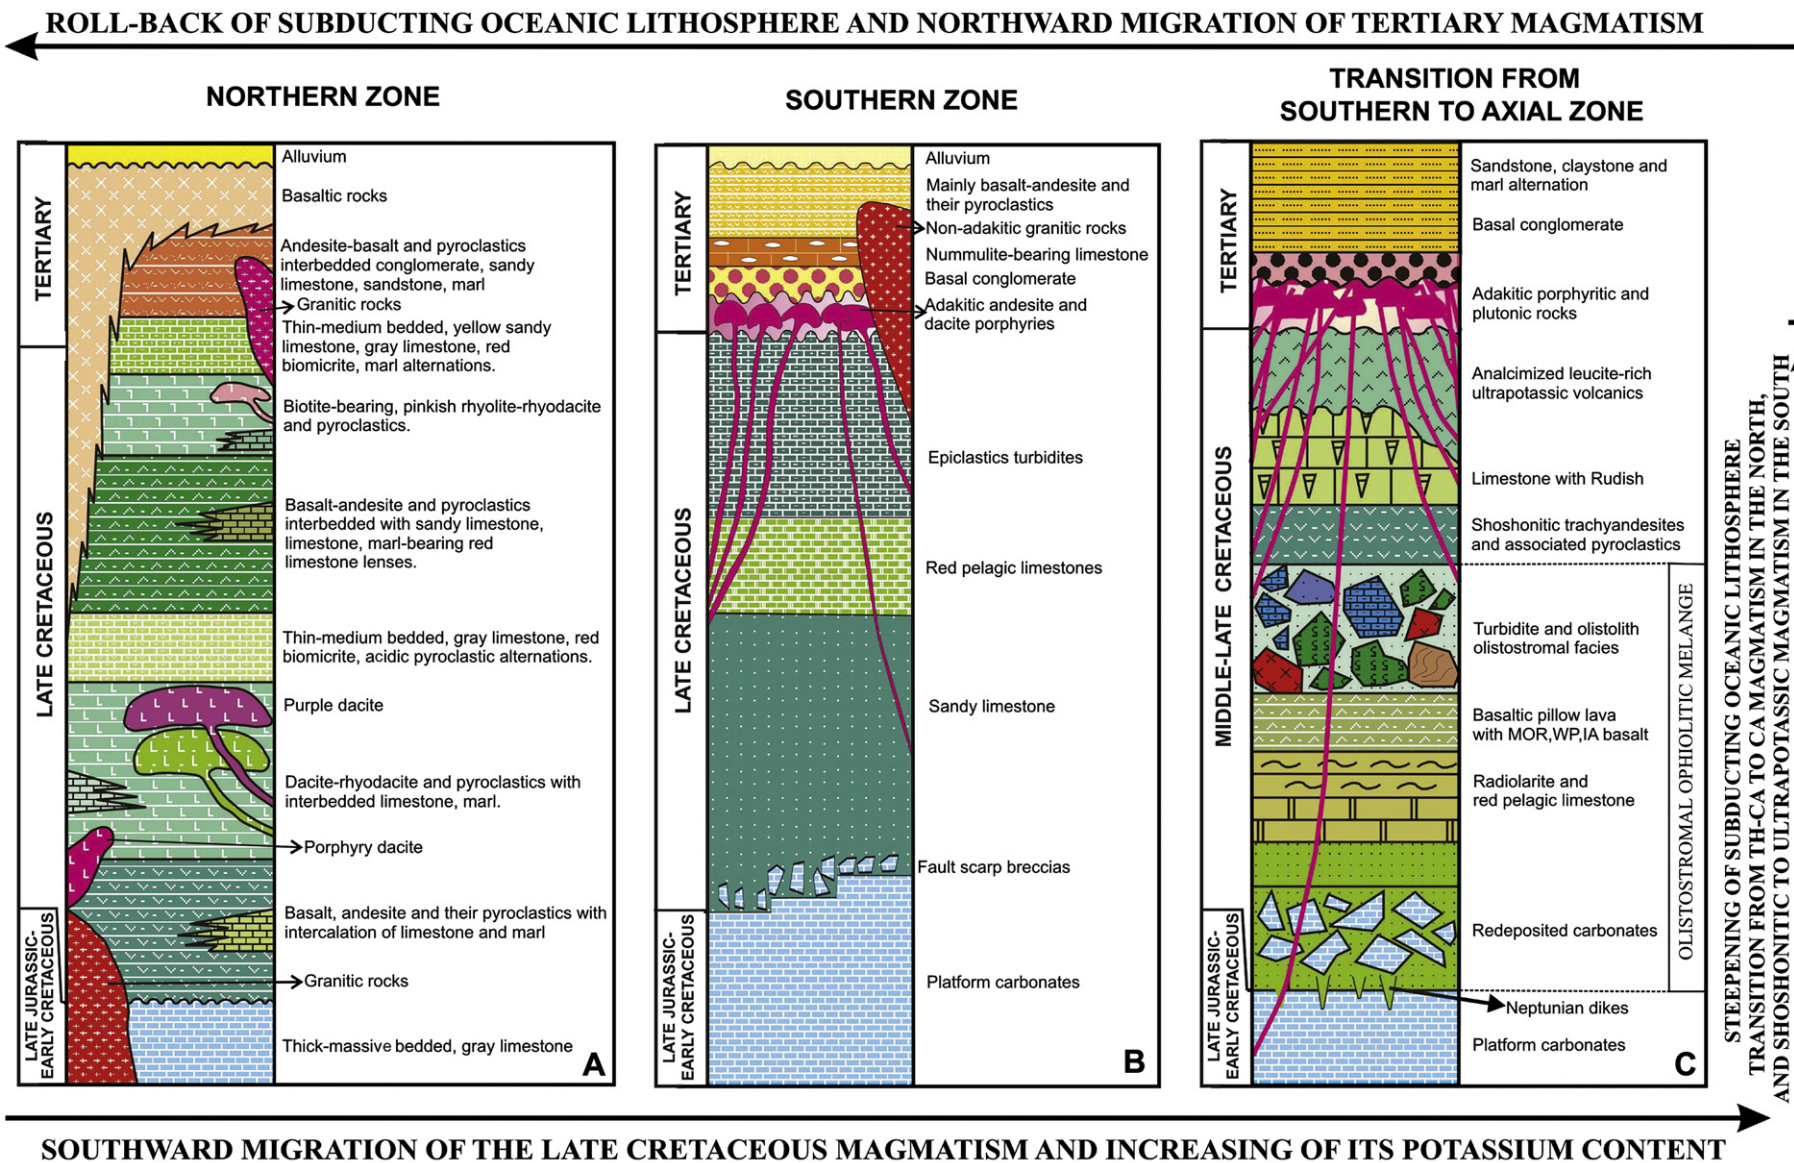 ROLL-BACK OF SUBDUCTING OCEANIC LITHOSPHERE AND NORTHWARD MIGRATION OF TERTIARY MAGMATISM
NORTHERN ZONE
TERTIARY
LATE CRETACEOUS
LATE JURASSIC-
EARLY CRETACEOUS
Alluvium
Basaltic rocks
Andesite-basalt and pyroclastics
interbedded conglomerate, sandy
limestone, sandstone, marl
Granitic rocks
Thin-medium bedded, yellow sandy
limestone, gray limestone, red
biomicrite, marl alternations.
Biotite-bearing, pinkish rhyolite-rhyodacite
and pyroclastics.
Basalt-andesite and pyroclastics
interbedded with sandy limestone,
limestone, marl-bearing red
limestone lenses.
Thin-medium bedded, gray limestone, red
biomicrite, acidic pyroclastic alternations.
Purple dacite
Dacite-rhyodacite and pyroclastics with
interbedded limestone, marl.
Porphyry dacite
Basalt, andesite and their pyroclastics with
intercalation of limestone and marl
Granitic rocks
Thick-massive bedded, gray limestone
A
SOUTHERN ZONE
TERTIARY
LATE CRETACEOUS
LATE JURASSIC-
EARLY CRETACEOUS
Alluvium
Mainly basalt-andesite and
their pyroclastics
Non-adakitic granitic rocks
Nummulite-bearing limestone
Basal conglomerate
Adakitic andesite and
dacite porphyries
Epiclastics turbidites
Red pelagic limestones
Sandy limestone
Fault scarp breccias
Platform carbonates
B
TRANSITION FROM
SOUTHERN TO AXIAL ZONE
TERTIARY
MIDDLE-LATE CRETACEOUS
LATE JURASSIC-
EARLY CRETACEOUS
Sandstone, claystone and
marl alternation
Basal conglomerate
Adakitic porphyritic and
plutonic rocks
Analcimized leucite-rich
ultrapotassic volcanics
Limestone with Rudish
Shoshonitic trachyandesites
and associated pyroclastics
Turbidite and olistolith
olistostromal facies
Basaltic pillow lava
with MOR,WP,IA basalt
Radiolarite and
red pelagic limestone
Redeposited carbonates
Neptunian dikes
Platform carbonates
OLISTOSTROMAL OPHOLITIC MELANGE
C
STEEPENING OF SUBDUCTING OCEANIC LITHOSPHERE
TRANSITION FROM TH-CA TO CA MAGMATISM IN THE NORTH,
AND SHOSHONITIC TO ULTRAPOTASSIC MAGMATISM IN THE SOUTH
SOUTHWARD MIGRATION OF THE LATE CRETACEOUS MAGMATISM AND INCREASING OF ITS POTASSIUM CONTENT